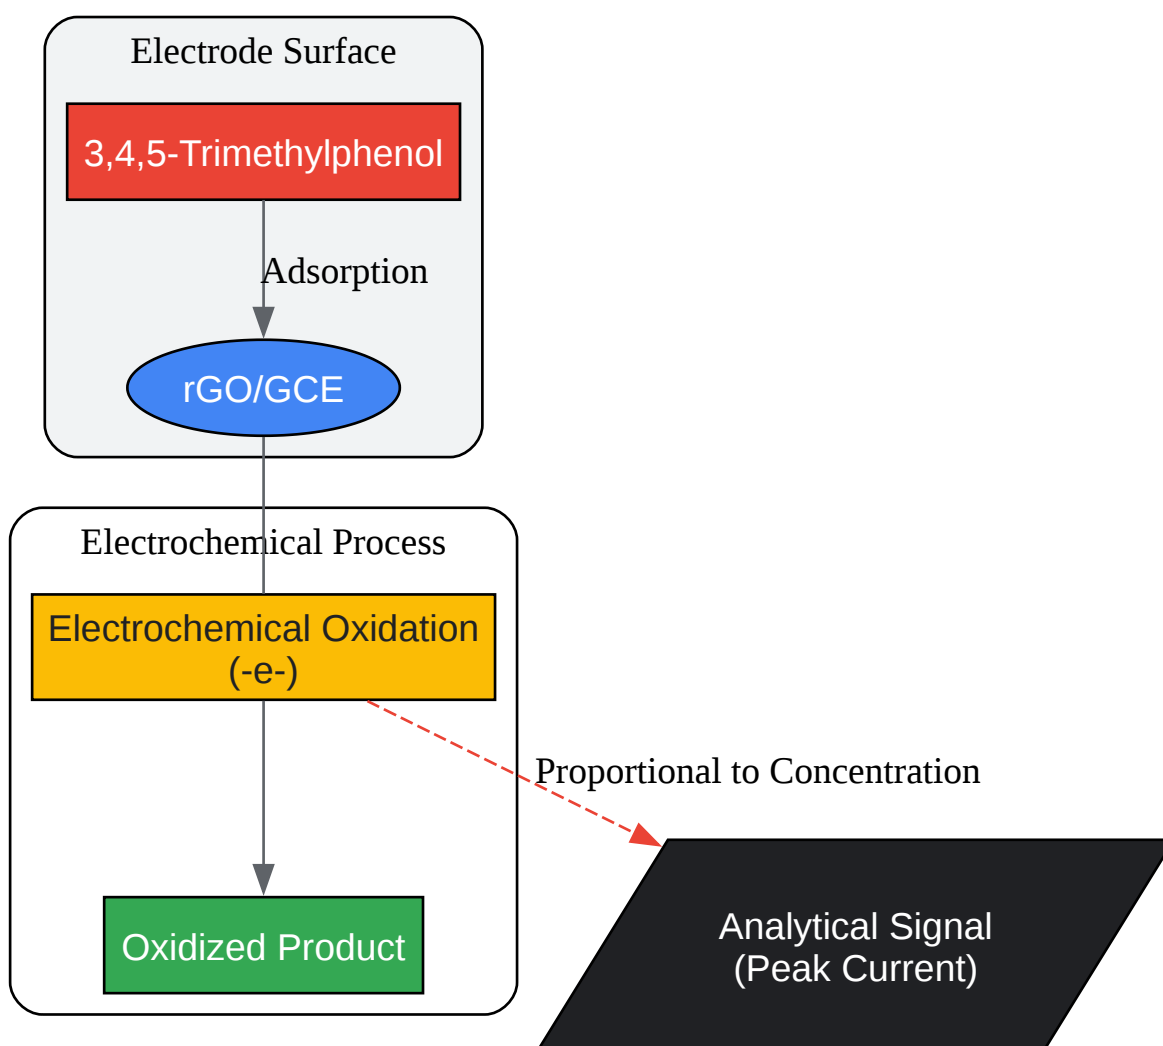 Electrode Surface
3,4,5-Trimethylphenol
Adsorption
rGO/GCE
Electrochemical Process
Electrochemical Oxidation
(-e-)
Proportional to Concentration
Oxidized Product
Analytical Signal
(Peak Current)